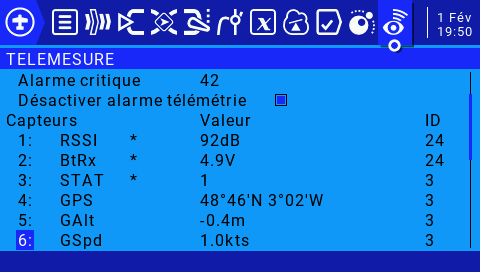 1 Fév
19:50
TELEMESURE
Alarme critique 42
Désactiver alarme télémétrie
Capteurs Valeur ID
1: RSSI * 92dB 24
2: BtRx * 4.9V 24
3: STAT * 1 3
4: GPS 48°46'N 3°02'W 3
5: GAlt -0.4m 3
6: GSpd 1.0kts 3